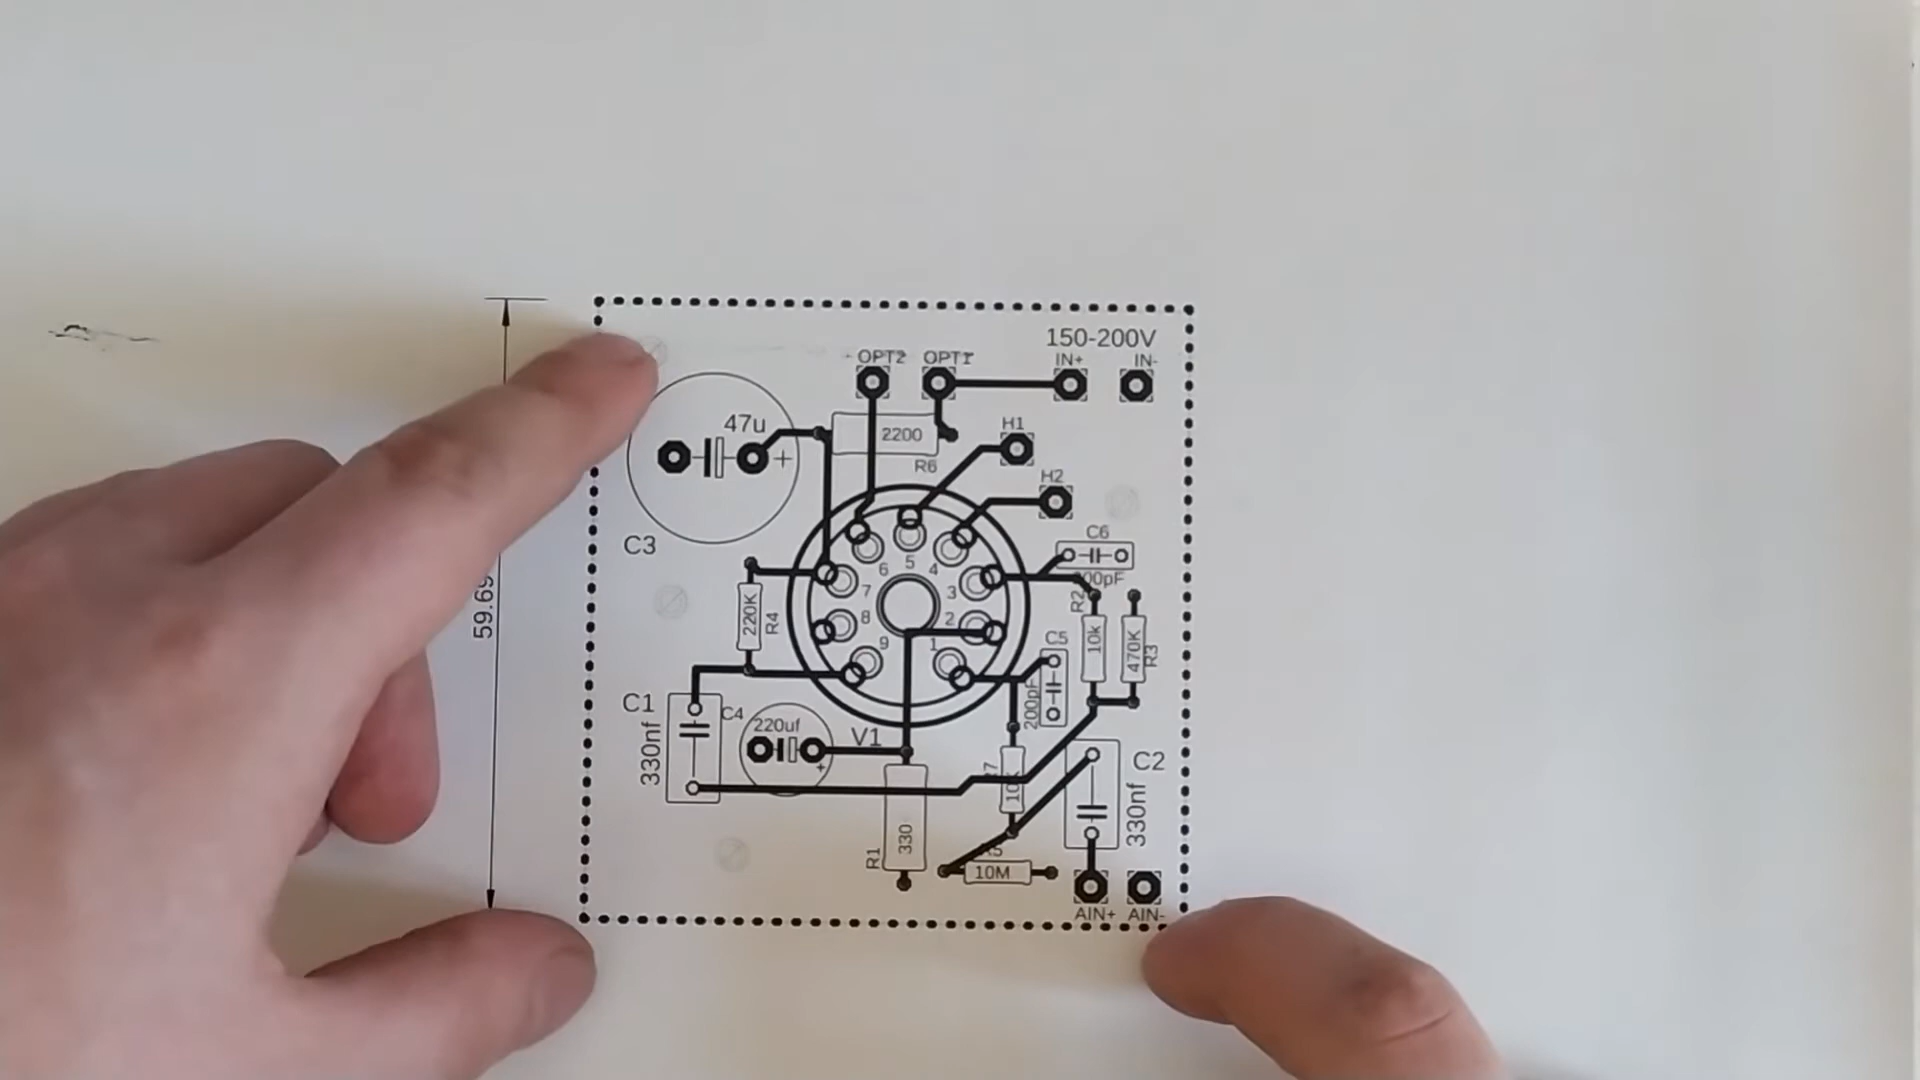 150-200V
OPT2 OPT1 IN+ IN-
47u
+
2200
H1
R6
H2
C6
C3
59.69
6 5 4
7 3
8 2
9 1
220K
R4
R2
10k
470K
R3
C5
200pF
C1
330nf
C4
220uf
+
V1
C2
330nf
R1
330
10M
AIN+ AIN-